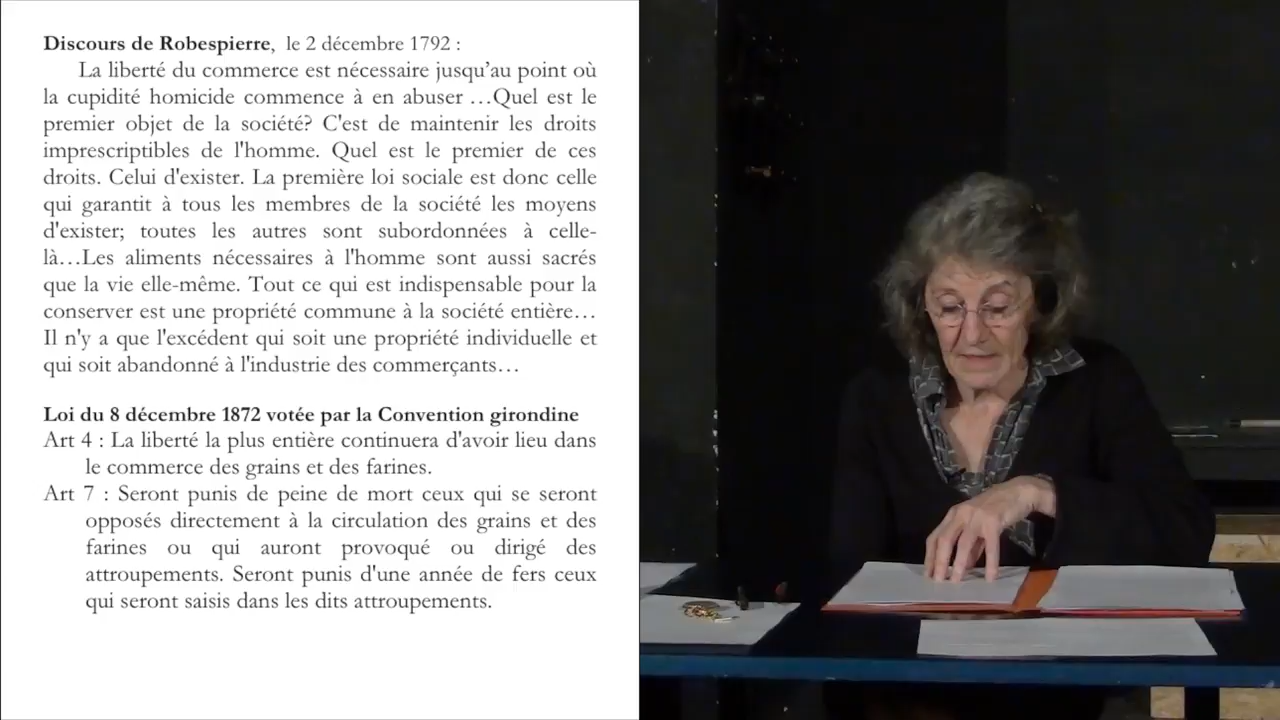 Discours de Robespierre, le 2 décembre 1792 :
La liberté du commerce est nécessaire jusqu’au point où
la cupidité homicide commence à en abuser …Quel est le
premier objet de la société? C'est de maintenir les droits
imprescriptibles de l'homme. Quel est le premier de ces
droits. Celui d'exister. La première loi sociale est donc celle
qui garantit à tous les membres de la société les moyens
d'exister; toutes les autres sont subordonnées à celle-
là…Les aliments nécessaires à l'homme sont aussi sacrés
que la vie elle-même. Tout ce qui est indispensable pour la
conserver est une propriété commune à la société entière…
Il n'y a que l'excédent qui soit une propriété individuelle et
qui soit abandonné à l'industrie des commerçants…
Loi du 8 décembre 1872 votée par la Convention girondine
Art 4 : La liberté la plus entière continuera d'avoir lieu dans
le commerce des grains et des farines.
Art 7 : Seront punis de peine de mort ceux qui se seront
opposés directement à la circulation des grains et des
farines ou qui auront provoqué ou dirigé des
attroupements. Seront punis d'une année de fers ceux
qui seront saisis dans les dits attroupements.